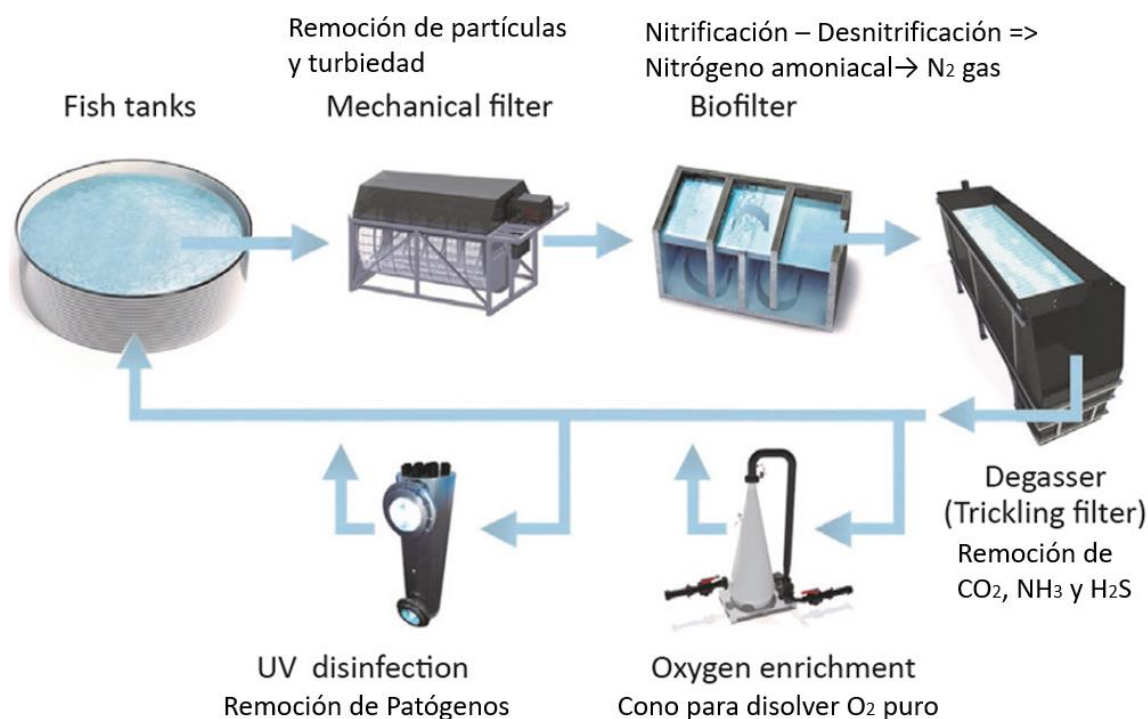 Remoción de partículas
y turbiedad
Nitrificación – Desnitrificación =>
Nitrógeno amoniacal→ N₂ gas
Fish tanks
Mechanical filter
Biofilter
Degasser
(Trickling filter)
Remoción de
CO₂, NH₃ y H₂S
UV disinfection
Remoción de Patógenos
Oxygen enrichment
Cono para disolver O₂ puro